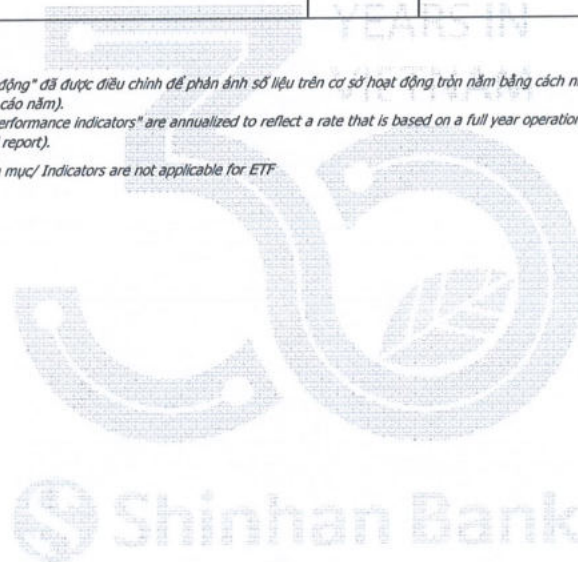 YEARS IN
VIETNAM
động" đã được điều chỉnh để phản ánh số liệu trên cơ sở hoạt động tròn năm bằng cách
cáo năm).
erformance indicators" are annualized to reflect a rate that is based on a full year operation
report).
mục/ Indicators are not applicable for ETF
30
Shinhan Bank